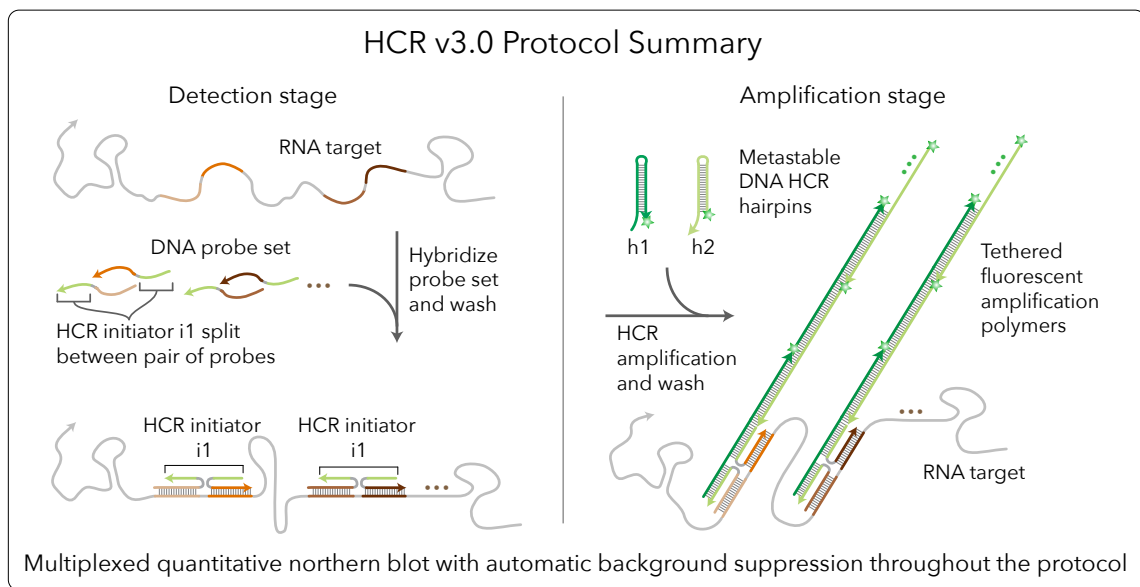 HCR v3.0 Protocol Summary
Detection stage
RNA target
DNA probe set
Hybridize
probe set
and wash
HCR initiator i1 split
between pair of probes
HCR initiator
i1
HCR initiator
i1
Amplification stage
Metastable
DNA HCR
hairpins
h1
h2
Tethered
fluorescent
amplification
polymers
HCR
amplification
and wash
RNA target
Multiplexed quantitative northern blot with automatic background suppression throughout the protocol